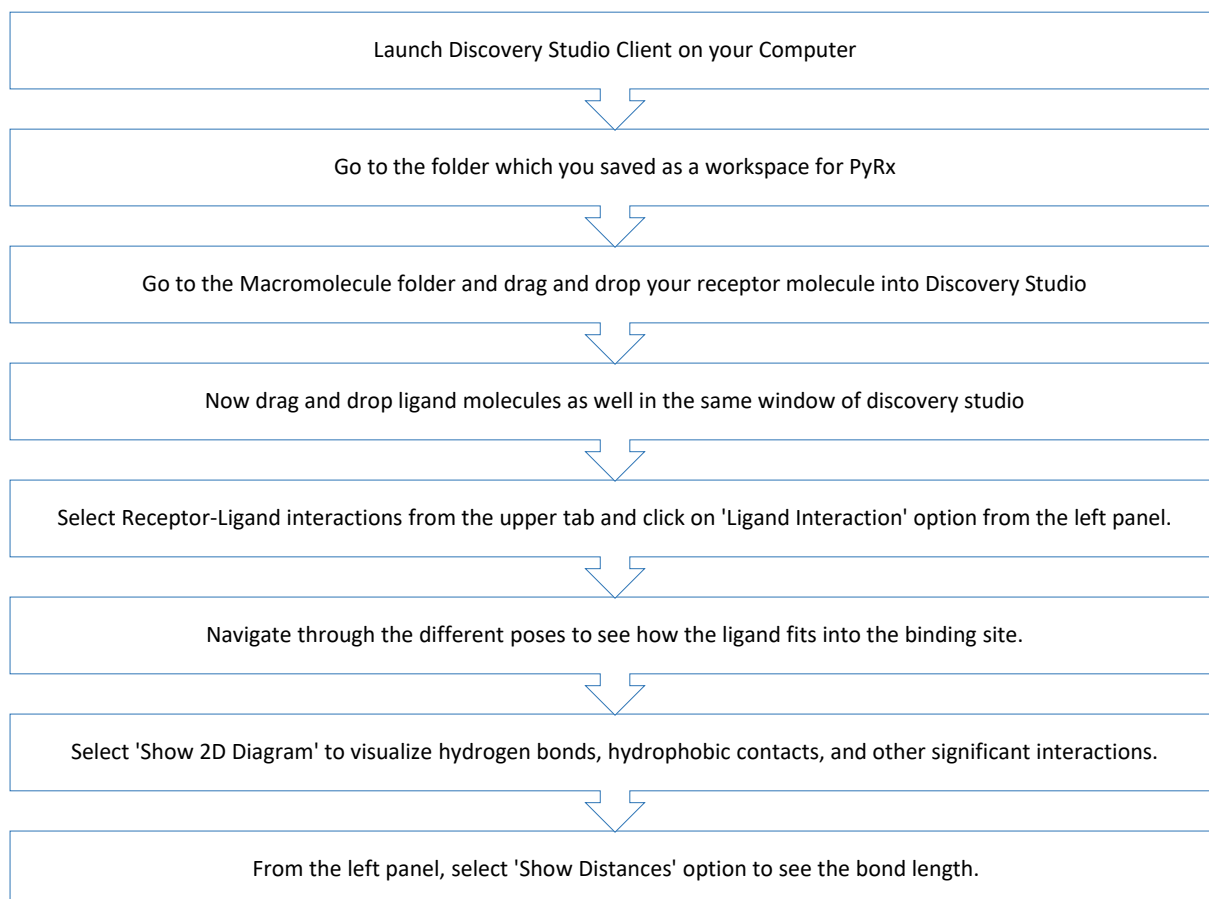 Launch Discovery Studio Client on your Computer
Go to the folder which you saved as a workspace for PyRx
Go to the Macromolecule folder and drag and drop your receptor molecule into Discovery Studio
Now drag and drop ligand molecules as well in the same window of discovery studio
Select Receptor-Ligand interactions from the upper tab and click on 'Ligand Interaction' option from the left panel.
Navigate through the different poses to see how the ligand fits into the binding site.
Select 'Show 2D Diagram' to visualize hydrogen bonds, hydrophobic contacts, and other significant interactions.
From the left panel, select 'Show Distances' option to see the bond length.